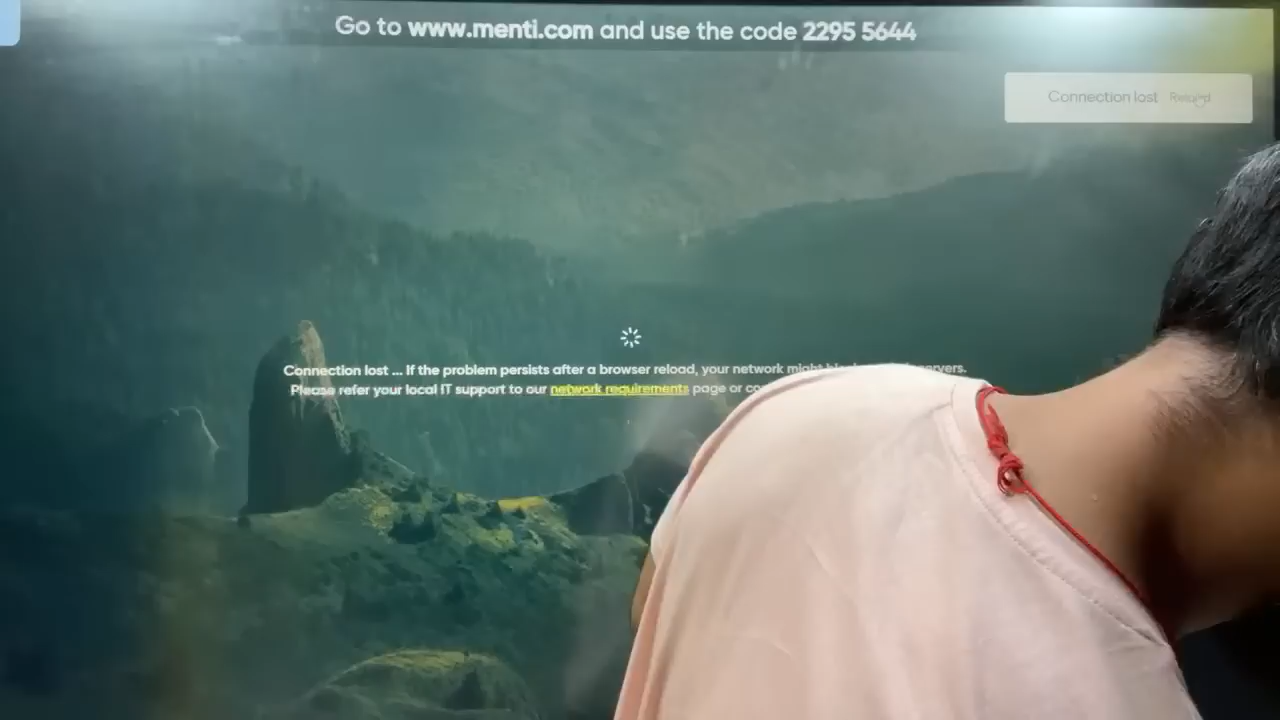 Go to www.menti.com and use the code 2295 5644
Connection lost Reload
Connection lost ... If the problem persists after a browser reload, your network might
Please refer your local IT support to our network requirements page or